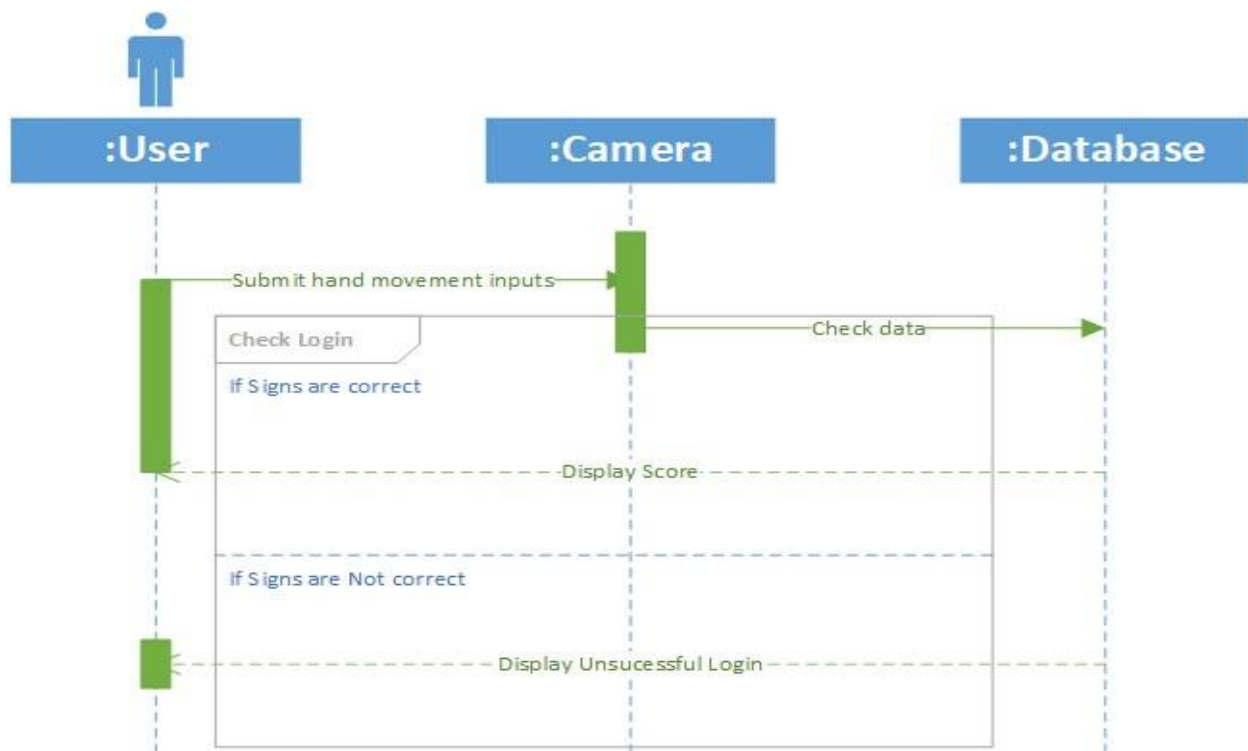 :User
:Camera
:Database
Submit hand movement inputs
Check data
Check Login
If Signs are correct
Display Score
If Signs are Not correct
Display Unsucessful Login